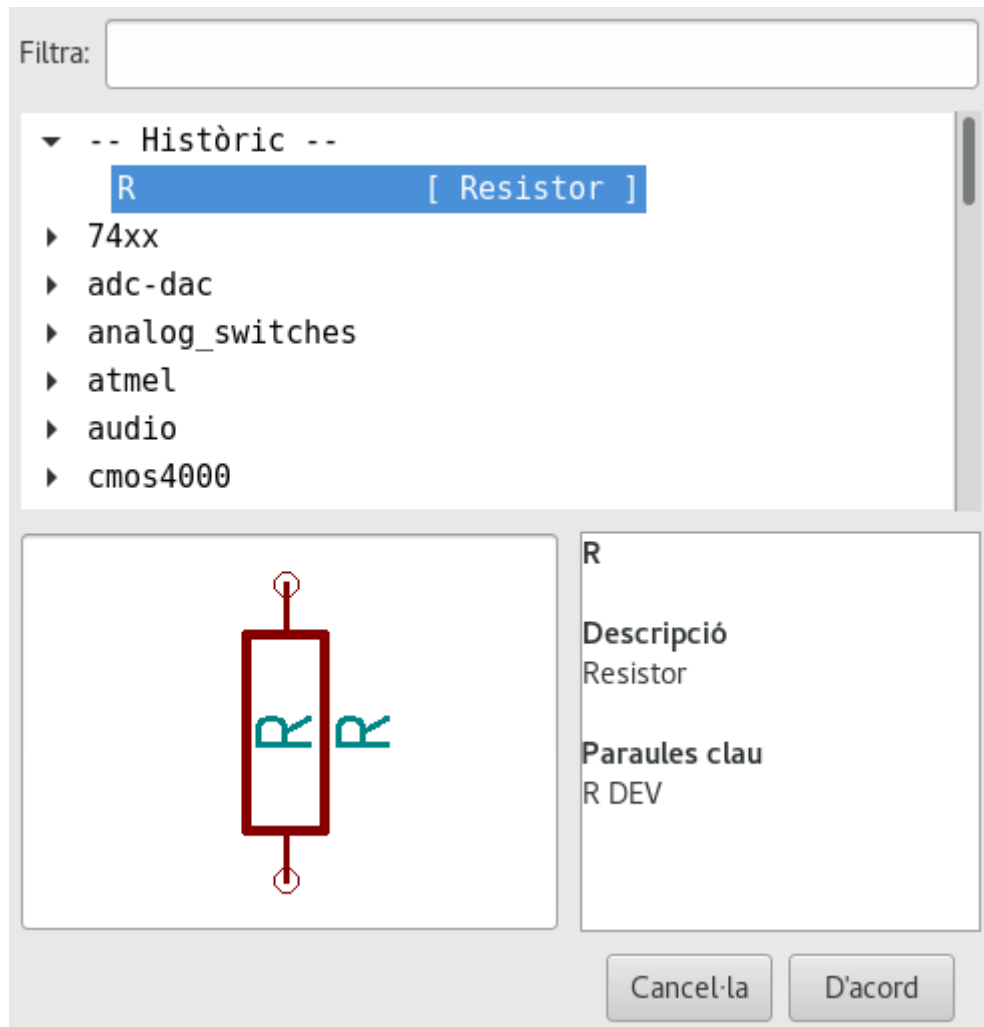 Filtra:
-- Històric --
R [ Resistor ]
74xx
adc-dac
analog_switches
atmel
audio
cmos4000
R R
R
Descripció
Resistor
Paraules clau
R DEV
Cancel·la D'acord